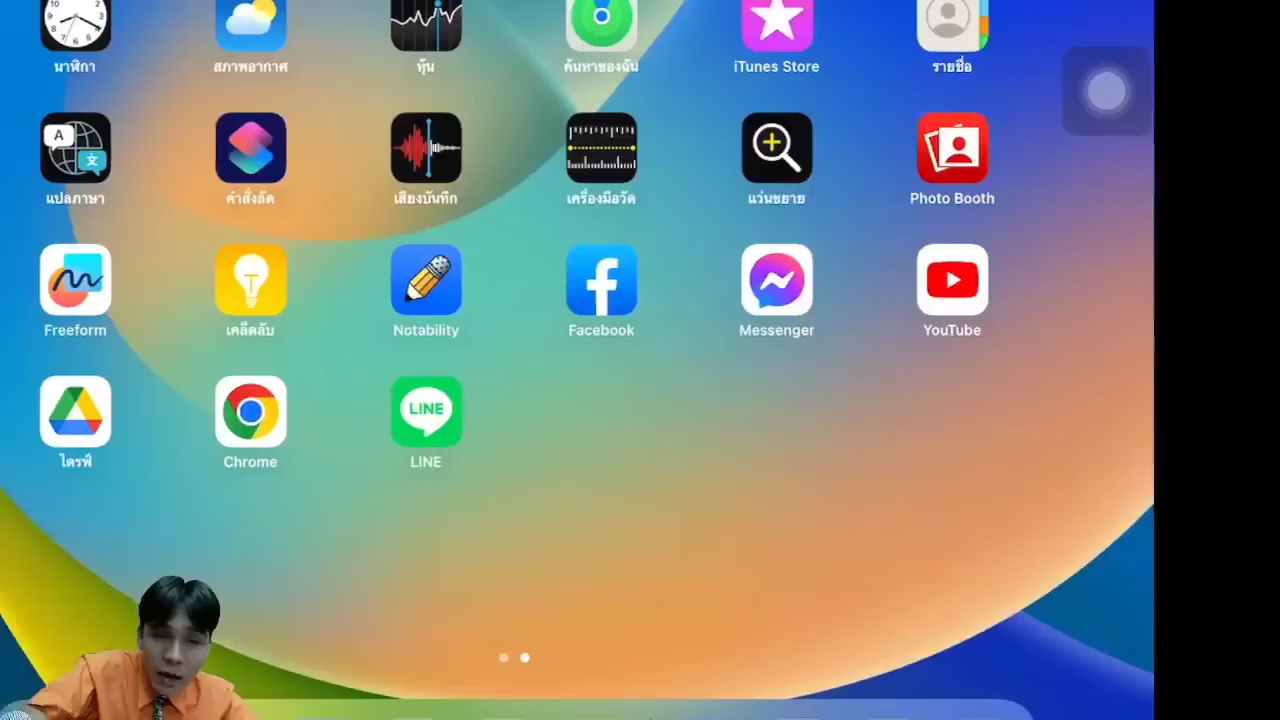 นาฬิกา
สภาพอากาศ
หุ้น
ค้นหาของฉัน
iTunes Store
รายชื่อ
แปลภาษา
คำสั่งลัด
เสียงบันทึก
เครื่องมือวัด
แว่นขยาย
Photo Booth
Freeform
เคล็ดลับ
Notability
Facebook
Messenger
YouTube
ไดรฟ์
Chrome
LINE
LINE